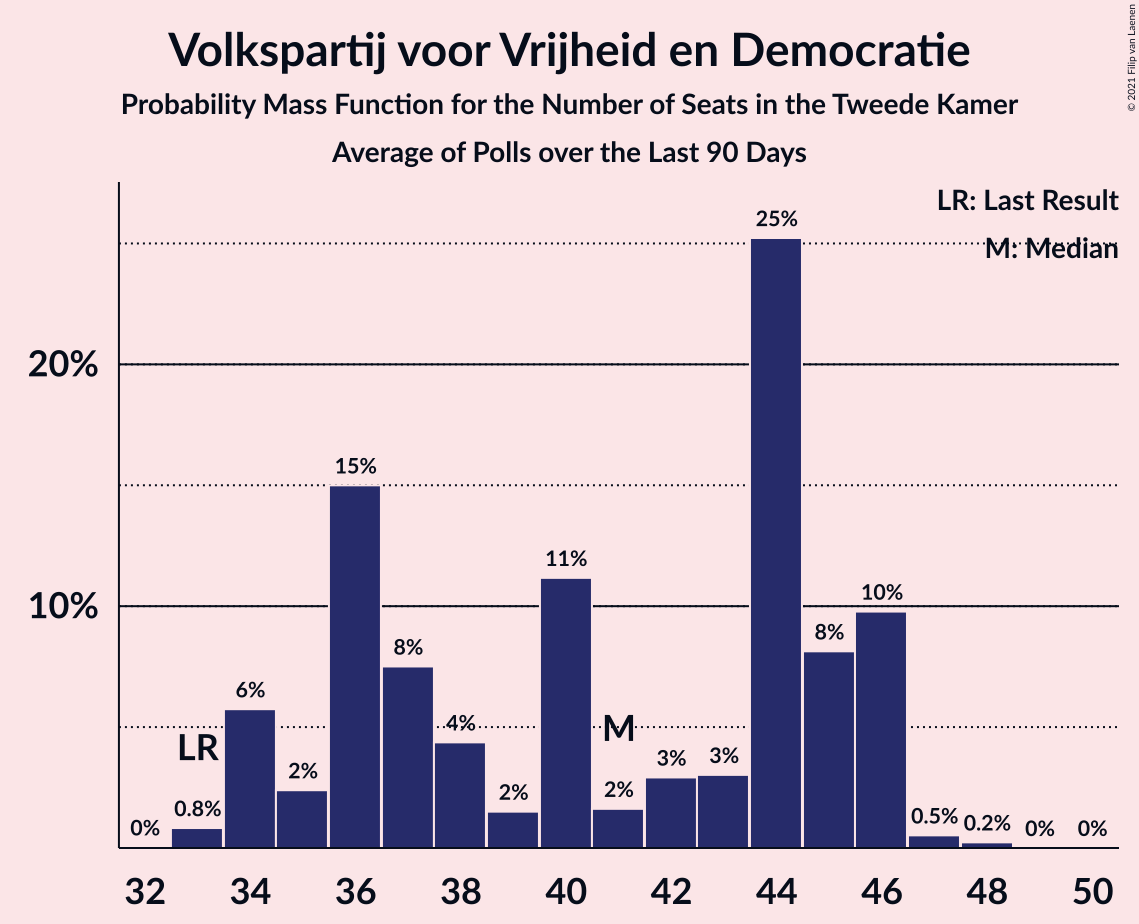 Volkspartij voor Vrijheid en Democratie
Probability Mass Function for the Number of Seats in the Tweede Kamer
Average of Polls over the Last 90 Days
© 2021 Filip van Laenen
LR: Last Result
M: Median
20%
10%
0%
0.8%
6%
2%
15%
8%
4%
2%
11%
2%
3%
3%
25%
8%
10%
0.5%
0.2%
0%
0%
LR
M
32 34 36 38 40 42 44 46 48 50